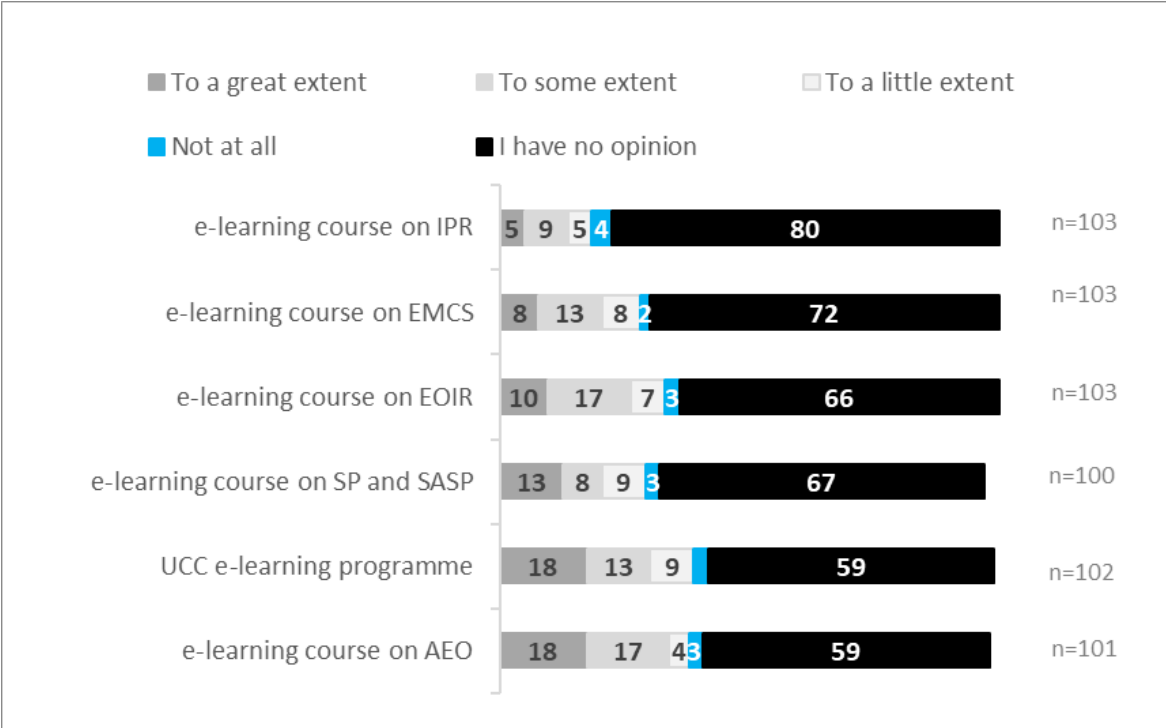 To a great extent To some extent To a little extent
Not at all I have no opinion
e-learning course on IPR 5 9 5 4 80 n=103
e-learning course on EMCS 8 13 8 2 72 n=103
e-learning course on EOIR 10 17 7 3 66 n=103
e-learning course on SP and SASP 13 8 9 3 67 n=100
UCC e-learning programme 18 13 9 59 n=102
e-learning course on AEO 18 17 4 3 59 n=101